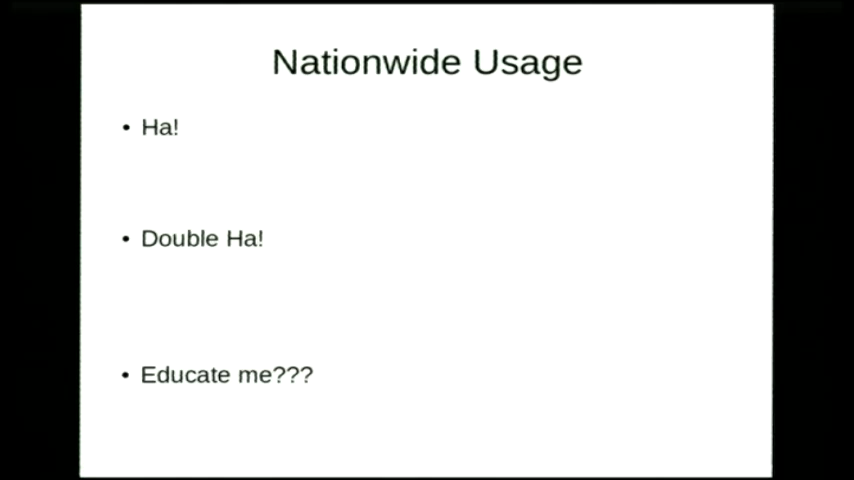 Nationwide Usage
• Ha!
• Double Ha!
• Educate me???